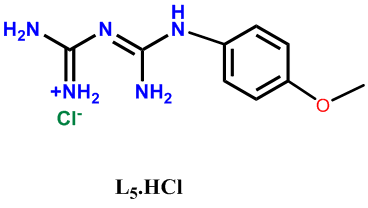 H₂N N H N
+NH₂ NH₂
Cl⁻ O
L₅.HCl